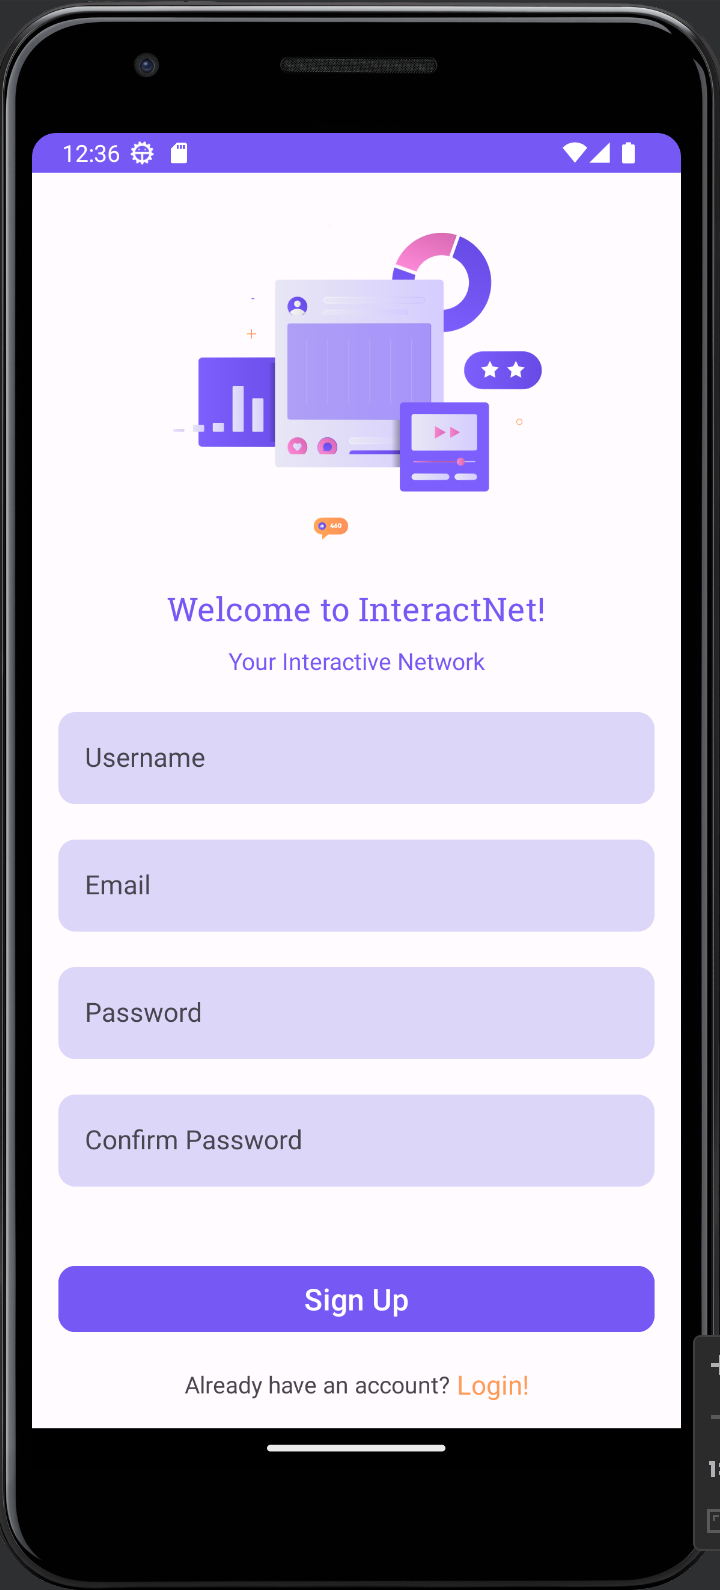 12:36
460
Welcome to InteractNet!
Your Interactive Network
Username
Email
Password
Confirm Password
Sign Up
Already have an account? Login!